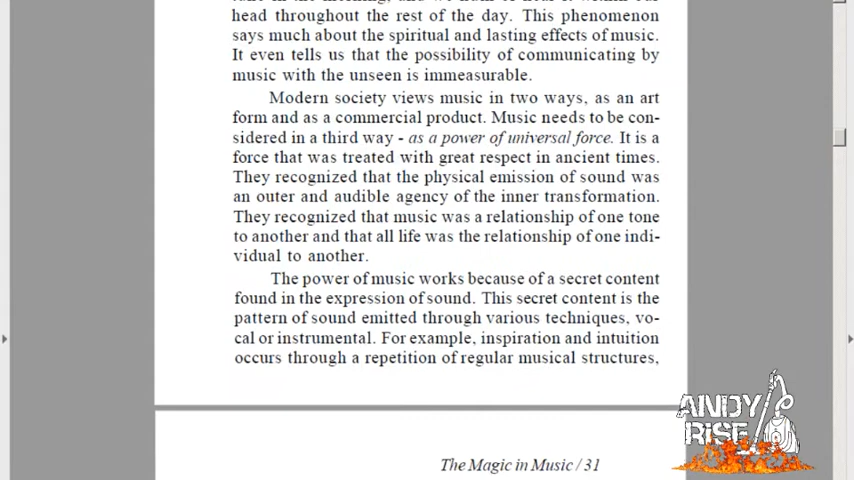 head throughout the rest of the day. This phenomenon
says much about the spiritual and lasting effects of music.
It even tells us that the possibility of communicating by
music with the unseen is immeasurable.
Modern society views music in two ways, as an art
form and as a commercial product. Music needs to be con-
sidered in a third way - as a power of universal force. It is a
force that was treated with great respect in ancient times.
They recognized that the physical emission of sound was
an outer and audible agency of the inner transformation.
They recognized that music was a relationship of one tone
to another and that all life was the relationship of one indi-
vidual to another.
The power of music works because of a secret content
found in the expression of sound. This secret content is the
pattern of sound emitted through various techniques, vo-
cal or instrumental. For example, inspiration and intuition
occurs through a repetition of regular musical structures,
The Magic in Music / 31
ANDY
RiSE